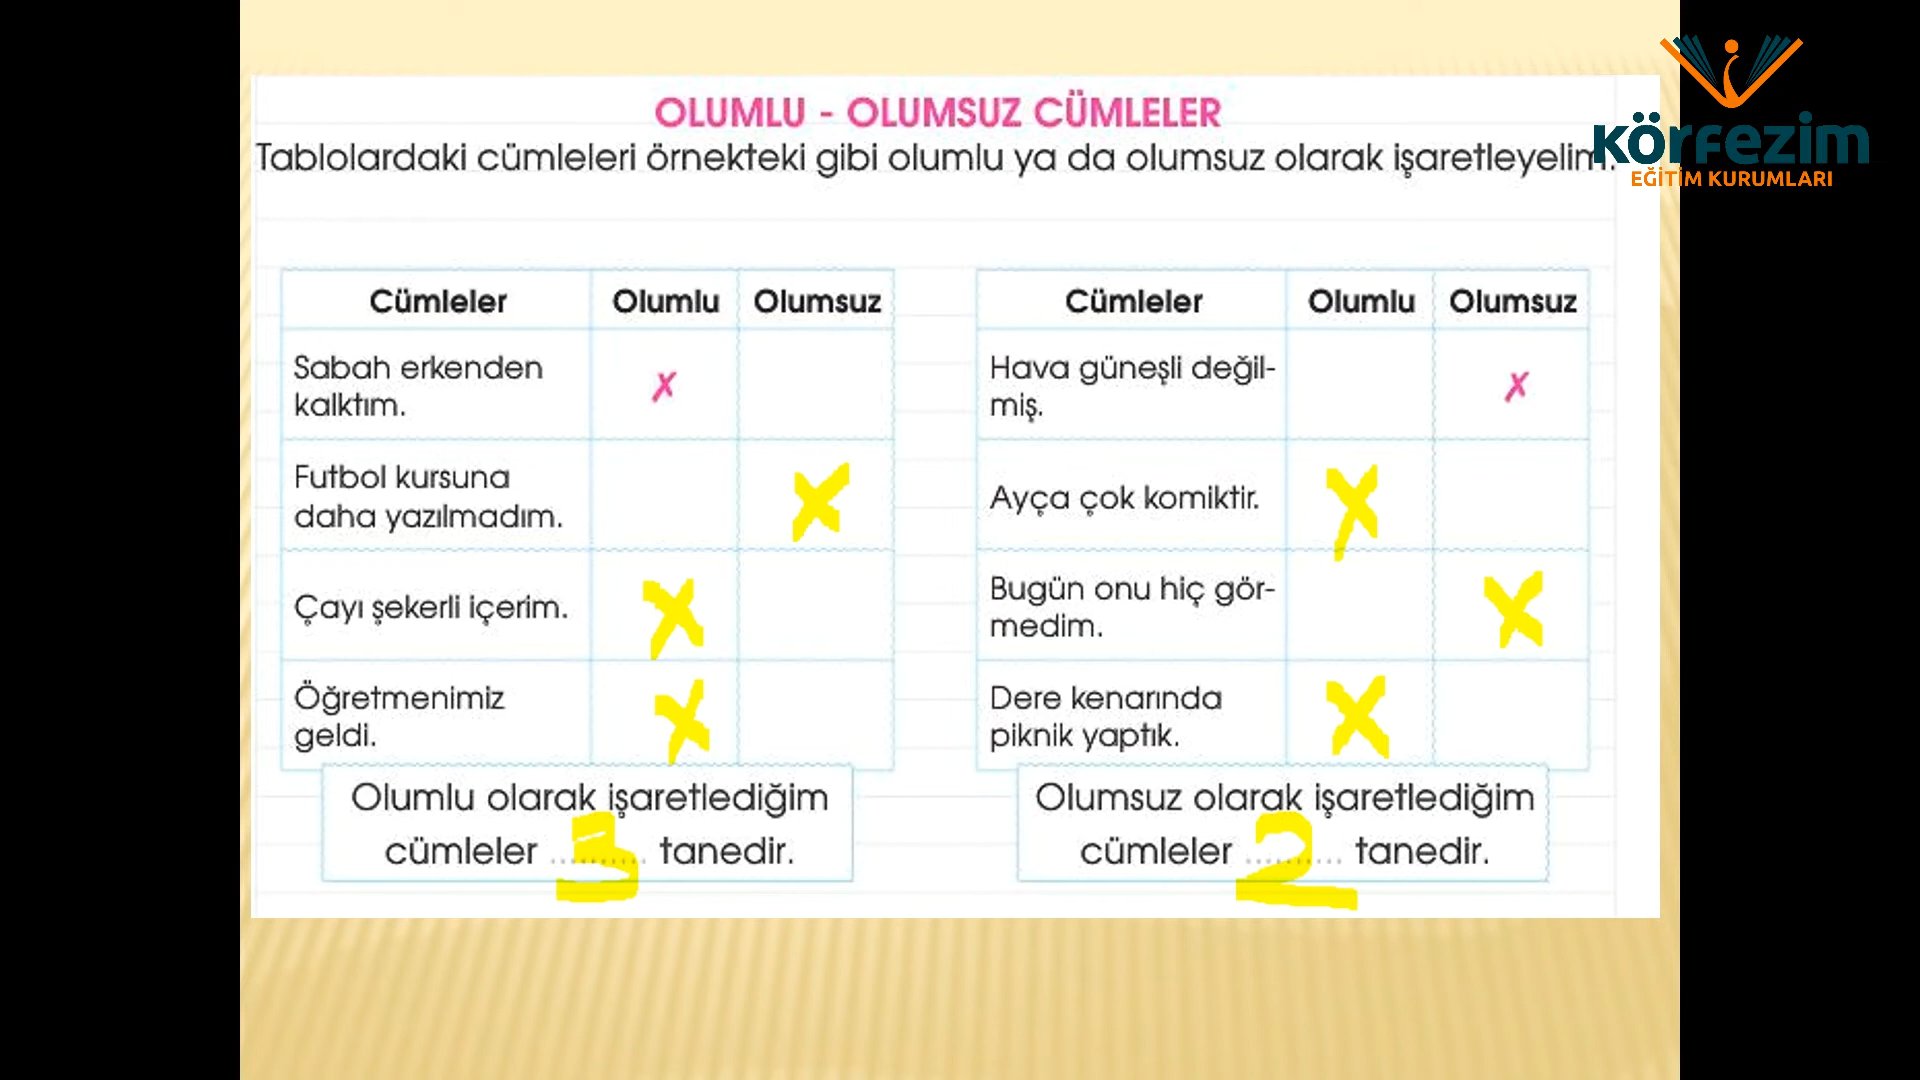 OLUMLU - OLUMSUZ CÜMLELER
Tablolardaki cümleleri örnekteki gibi olumlu ya da olumsuz olarak işaretleyelim.
körfezim
EĞİTİM KURUMLARI
Cümleler Olumlu Olumsuz
Sabah erkenden
kalktım. X
Futbol kursuna
daha yazılmadım. X
Çayı şekerli içerim. X
Öğretmenimiz
geldi. X
Olumlu olarak işaretlediğim
cümleler 3 tanedir.
Cümleler Olumlu Olumsuz
Hava güneşli değil-
miş. X
Ayça çok komiktir. X
Bugün onu hiç gör-
medim. X
Dere kenarında
piknik yaptık. X
Olumsuz olarak işaretlediğim
cümleler 2 tanedir.